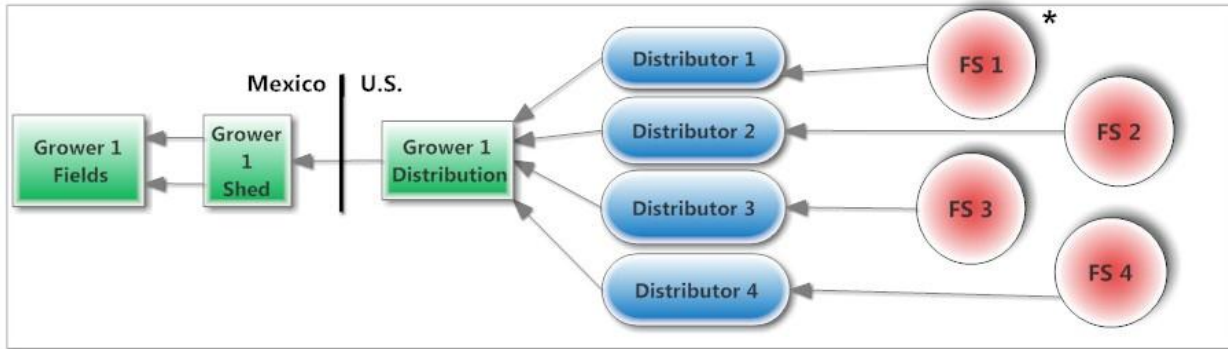 Mexico
U.S.
Grower 1
Fields
Grower
1
Shed
Grower 1
Distribution
Distributor 1
Distributor 2
Distributor 3
Distributor 4
FS 1
*
FS 2
FS 3
FS 4